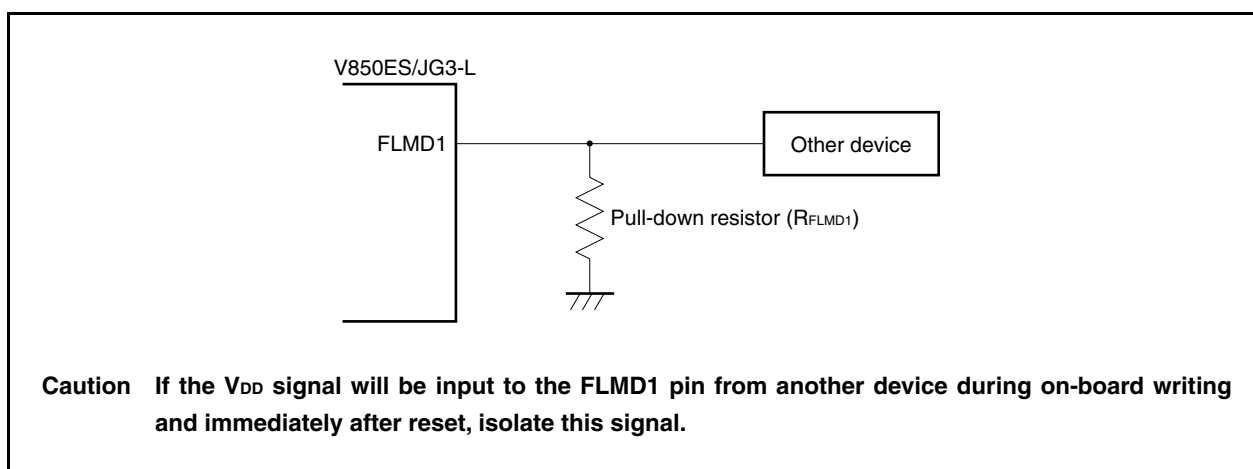 V850ES/JG3-L
FLMD1
Other device
Pull-down resistor (RFLMD1)
Caution If the VDD signal will be input to the FLMD1 pin from another device during on-board writing
and immediately after reset, isolate this signal.